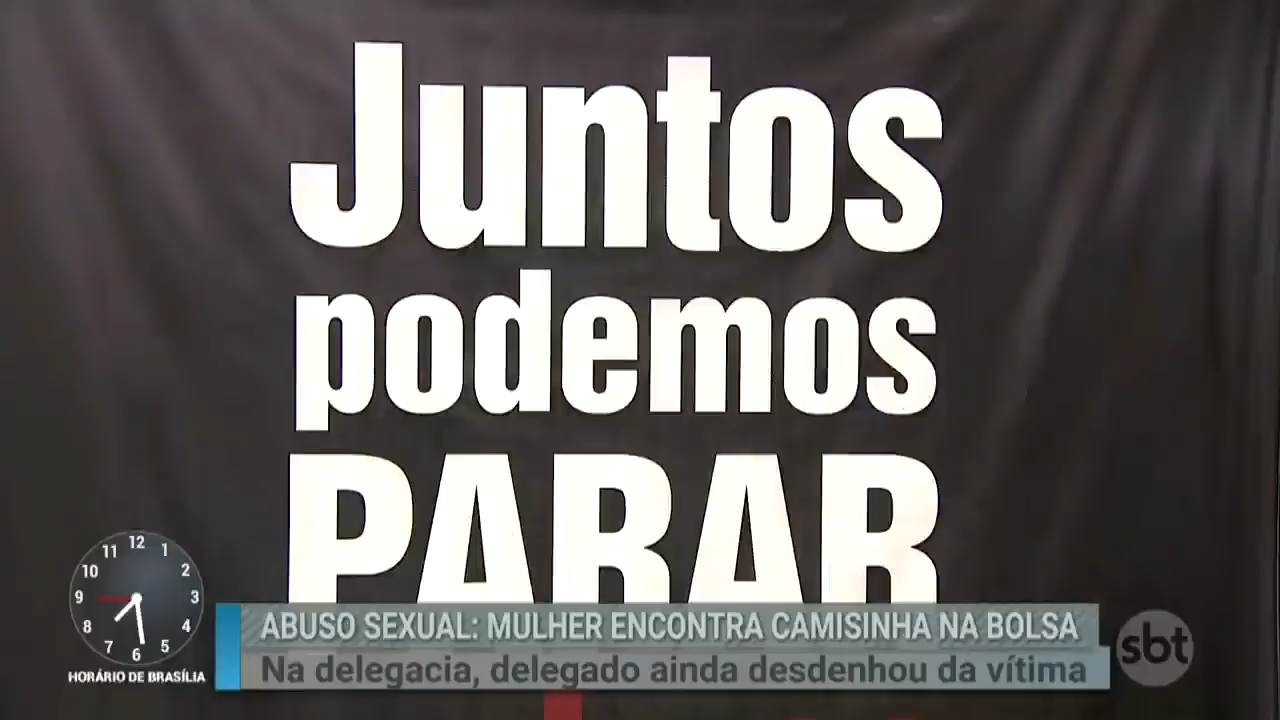 Juntos
podemos
PARAR
12
11 1
10 2
9 3
8 4
7 5
6
HORÁRIO DE BRASÍLIA
ABUSO SEXUAL: MULHER ENCONTRA CAMISINHA NA BOLSA
Na delegacia, delegado ainda desdenhou da vítima
sbt